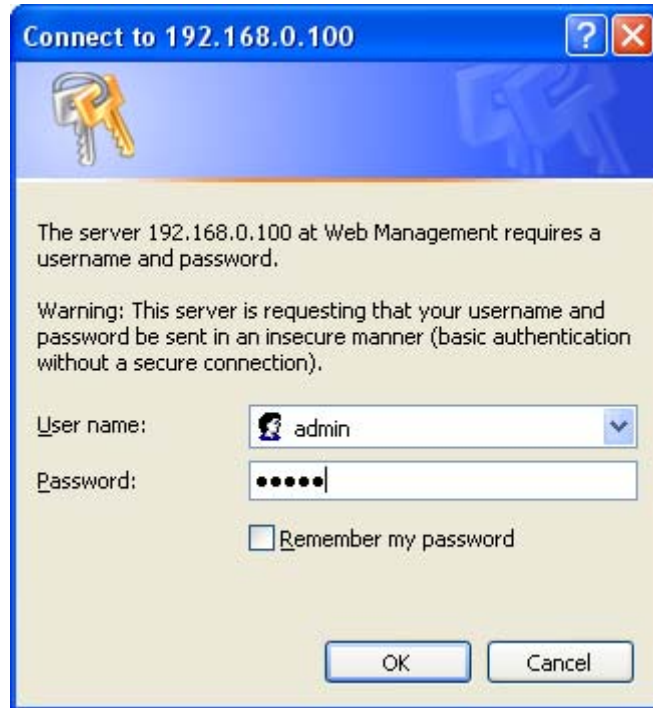 Connect to 192.168.0.100
The server 192.168.0.100 at Web Management requires a
username and password.
Warning: This server is requesting that your username and
password be sent in an insecure manner (basic authentication
without a secure connection).
User name:
admin
Password:
●●●●●
Remember my password
OK
Cancel